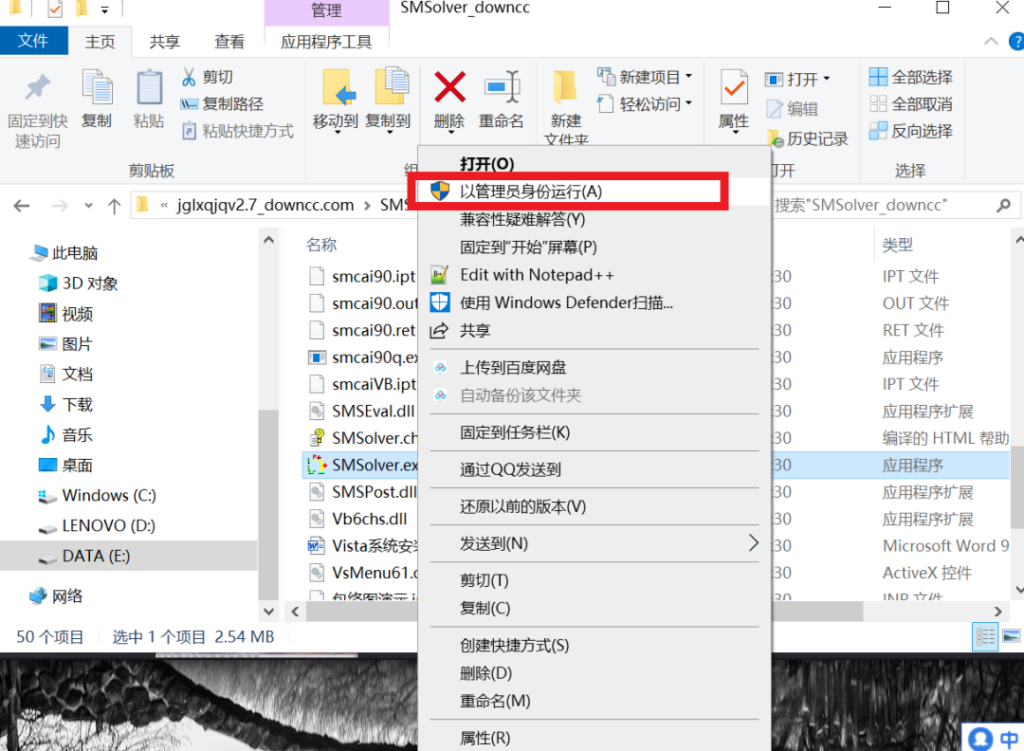 管理
SMSolver_downcc
文件
主页
共享
查看
应用程序工具
固定到快
速访问
复制
粘贴
剪切
复制路径
粘贴快捷方式
剪贴板
移动到
复制到
删除
重命名
新建
文件夹
新建项目
轻松访问
属性
打开
编辑
历史记录
全部选择
全部取消
反向选择
选择
« jglxqjqv2.7_downcc.com
搜索"SMSolver_downcc"
此电脑
3D 对象
视频
图片
文档
下载
音乐
桌面
Windows (C:)
LENOVO (D:)
DATA (E:)
网络
名称
类型
smcai90.ipt
:30
IPT 文件
smcai90.out
:30
OUT 文件
smcai90.ret
:30
RET 文件
smcai90q.ex
:30
应用程序
smcaiVB.ipt
:30
IPT 文件
SMSEval.dll
:30
应用程序扩展
SMSolver.ch
:30
编译的 HTML 帮助
SMSolver.ex
:30
应用程序
SMSPost.dll
:30
应用程序扩展
Vb6chs.dll
:30
应用程序扩展
Vista系统安装
:30
Microsoft Word 9
VsMenu61.o
:30
ActiveX 控件
打开(O)
以管理员身份运行(A)
兼容性疑难解答(Y)
固定到"开始"屏幕(P)
Edit with Notepad++
使用 Windows Defender扫描...
共享
上传到百度网盘
自动备份该文件夹
固定到任务栏(K)
通过QQ发送到
还原以前的版本(V)
发送到(N)
剪切(T)
复制(C)
创建快捷方式(S)
删除(D)
重命名(M)
属性(R)
50 个项目
选中 1 个项目 2.54 MB
中